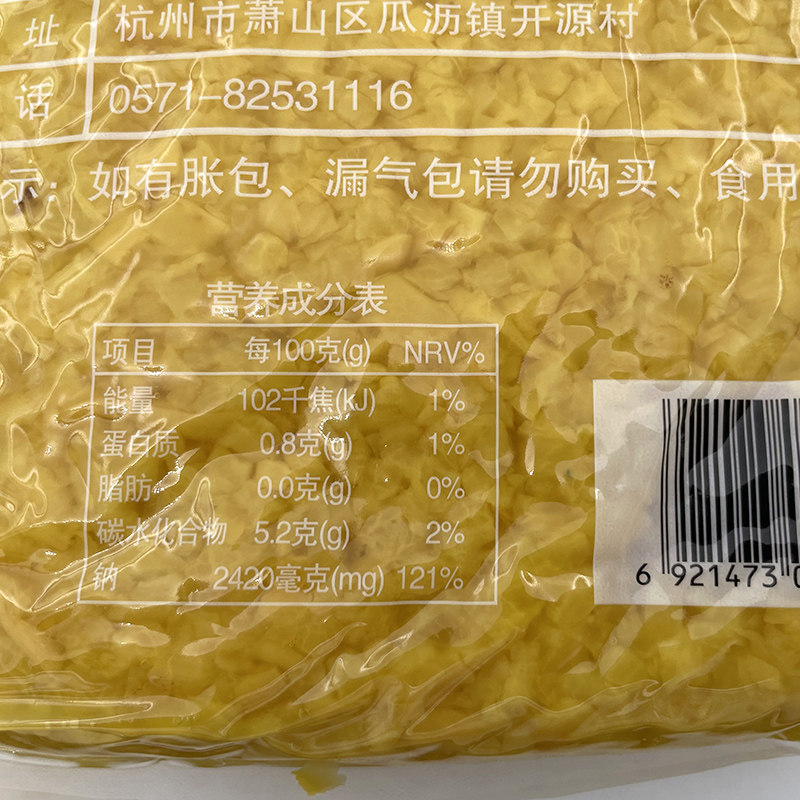 址 杭州市萧山区瓜沥镇开源村
话 0571-82531116
示：如有胀包、漏气包请勿购买、食用
营养成分表
项目 每100克(g) NRV%
能量 102千焦(kJ) 1%
蛋白质 0.8克(g) 1%
脂肪 0.0克(g) 0%
碳水化合物 5.2克(g) 2%
钠 2420毫克(mg) 121%
6 921473 0